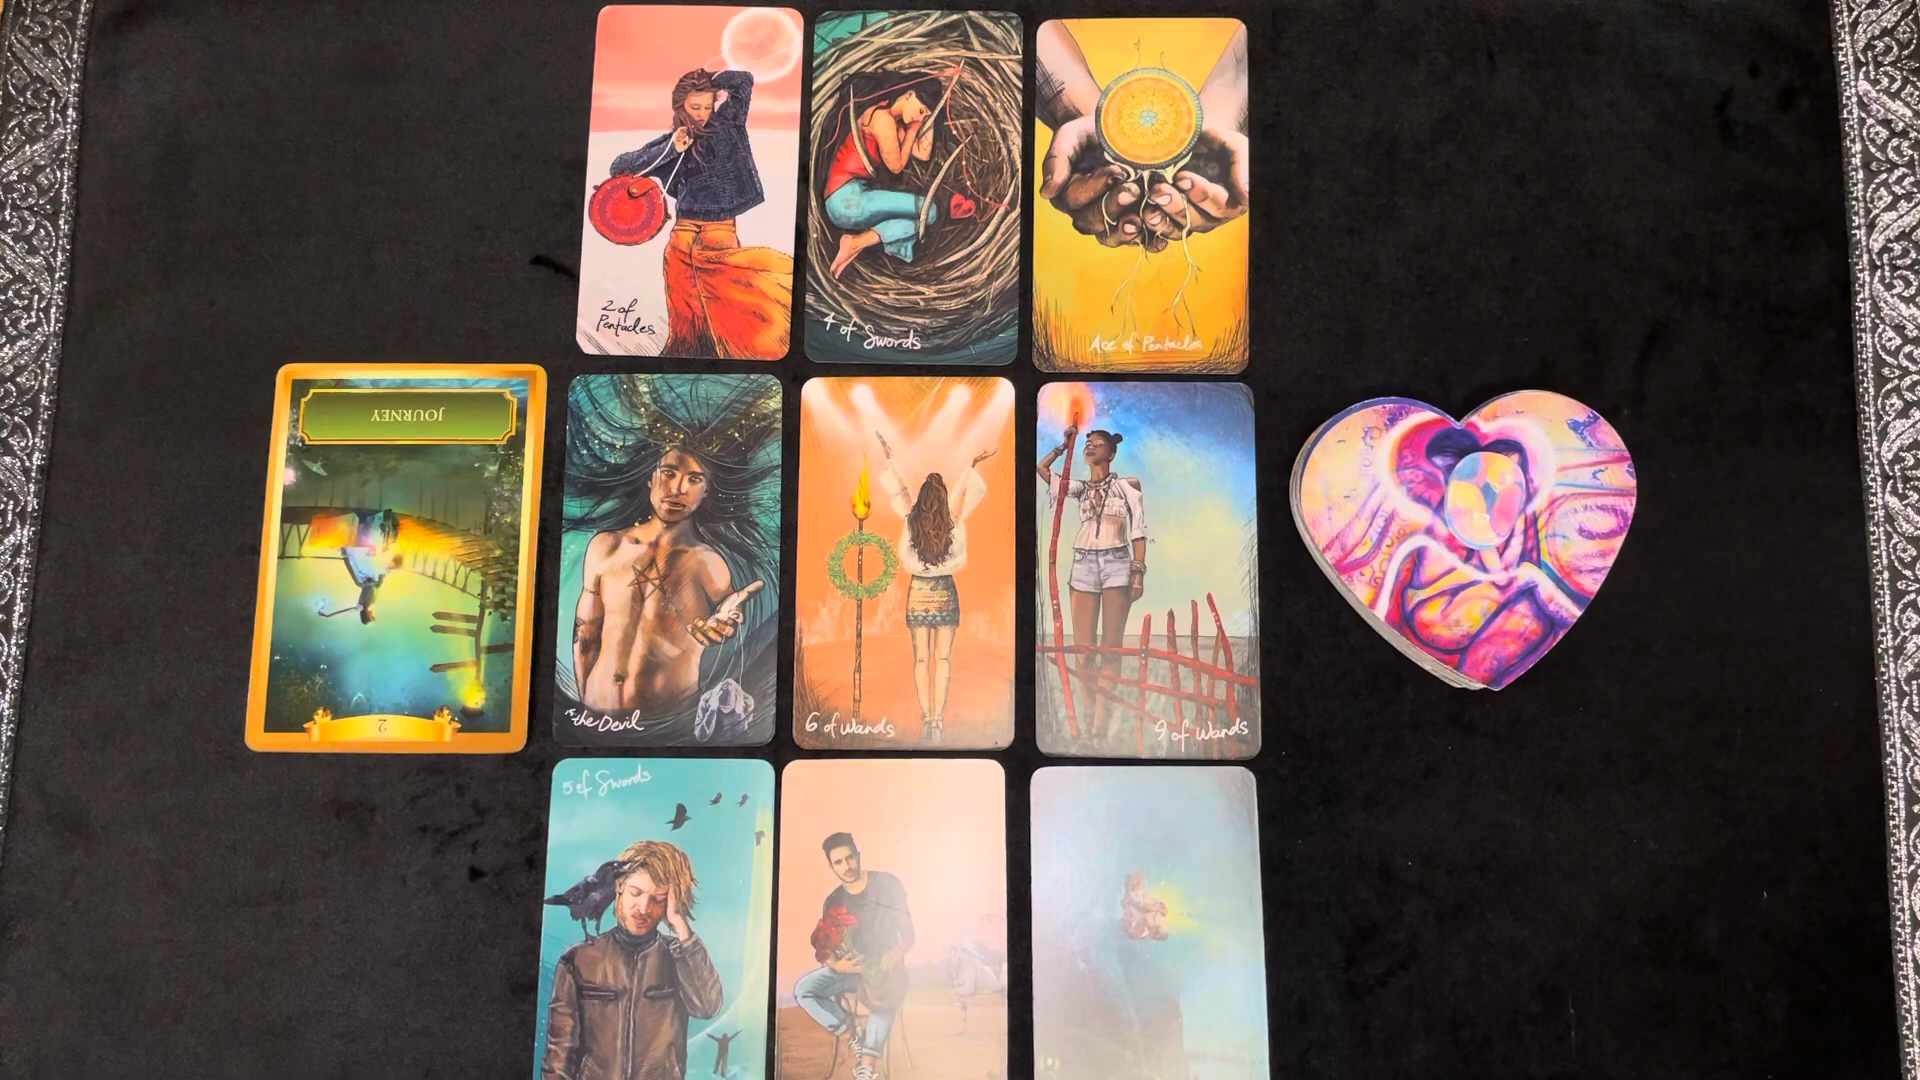 2 of
Pentacles
4 of Swords
Ace of Pentacles
JOURNEY
2
15 the Devil
6 of Wands
9 of Wands
5 of Swords